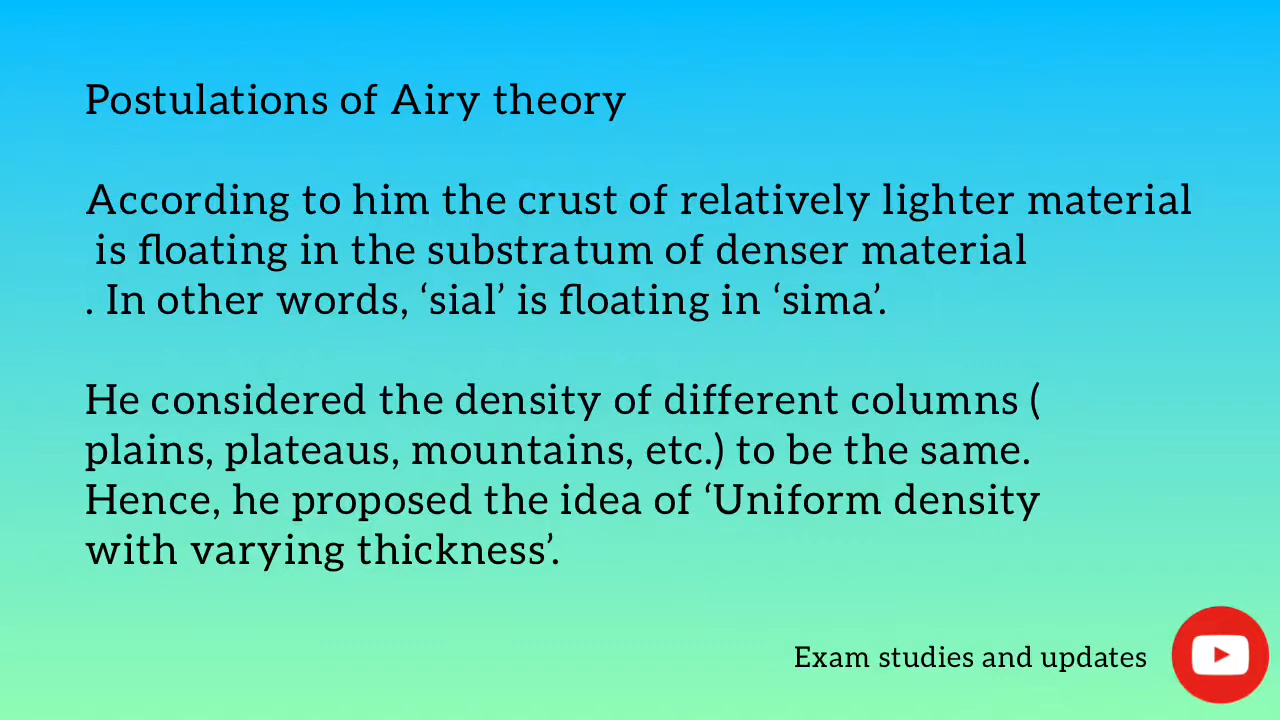 Postulations of Airy theory
According to him the crust of relatively lighter material
is floating in the substratum of denser material
. In other words, ‘sial’ is floating in ‘sima’.
He considered the density of different columns (
plains, plateaus, mountains, etc.) to be the same.
Hence, he proposed the idea of ‘Uniform density
with varying thickness’.
Exam studies and updates